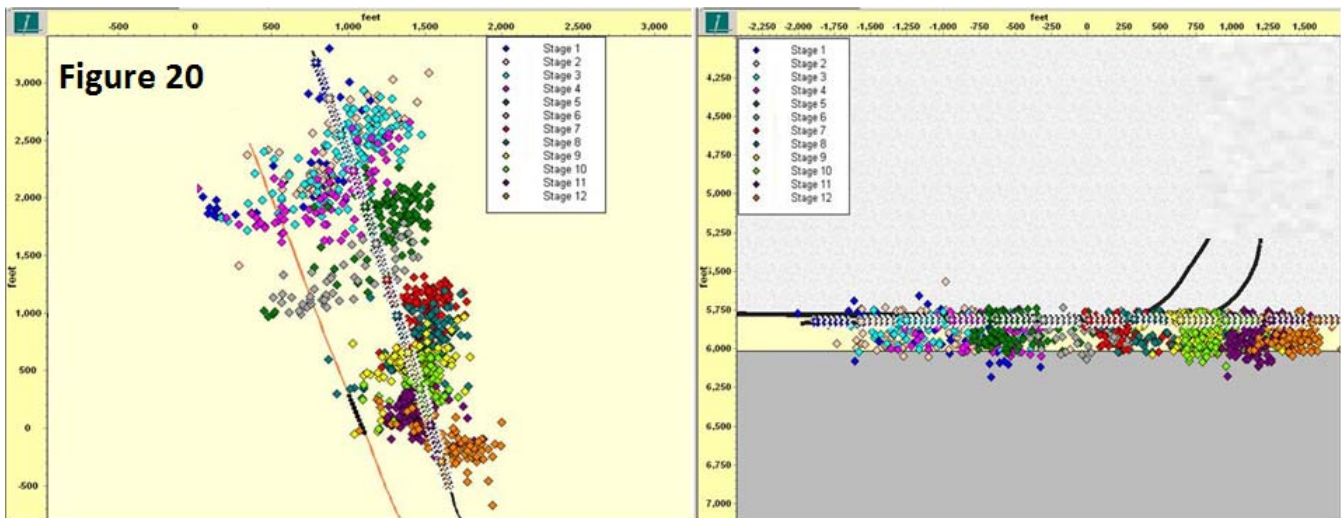 feet
-500 0 500 1,000 1,500 2,000 2,500 3,000
Figure 20
feet
3,000
2,500
2,000
1,500
1,000
500
0
-500
Stage 1
Stage 2
Stage 3
Stage 4
Stage 5
Stage 6
Stage 7
Stage 8
Stage 9
Stage 10
Stage 11
Stage 12
feet
-2,250 -2,000 -1,750 -1,500 -1,250 -1,000 -750 -500 -250 0 250 500 750 1,000 1,250 1,500
feet
4,250
4,500
4,750
5,000
5,250
5,500
5,750
6,000
6,250
6,500
6,750
7,000
Stage 1
Stage 2
Stage 3
Stage 4
Stage 5
Stage 6
Stage 7
Stage 8
Stage 9
Stage 10
Stage 11
Stage 12